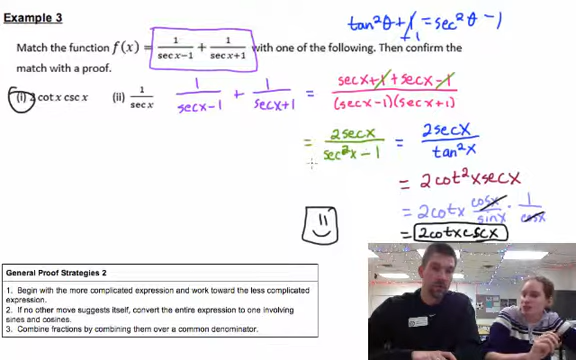 Example 3
tan²θ + 1 = sec²θ - 1
+1
Match the function f(x) = 1/(sec x−1) + 1/(sec x+1) with one of the following. Then confirm the
match with a proof.
(i) 2 cot x csc x (ii) 1/sec x
1/(secx-1) + 1/(secx+1) = (secx+1+secx-1)/((secx-1)(secx+1))
= 2secx/(sec²x-1) = 2secx/tan²x
= 2cot²xsecx
= 2cotx cosx/sinx · 1/cosx
= 2cotxcscx
General Proof Strategies 2
1. Begin with the more complicated expression and work toward the less complicated
expression.
2. If no other move suggests itself, convert the entire expression to one involving
sines and cosines.
3. Combine fractions by combining them over a common denominator.